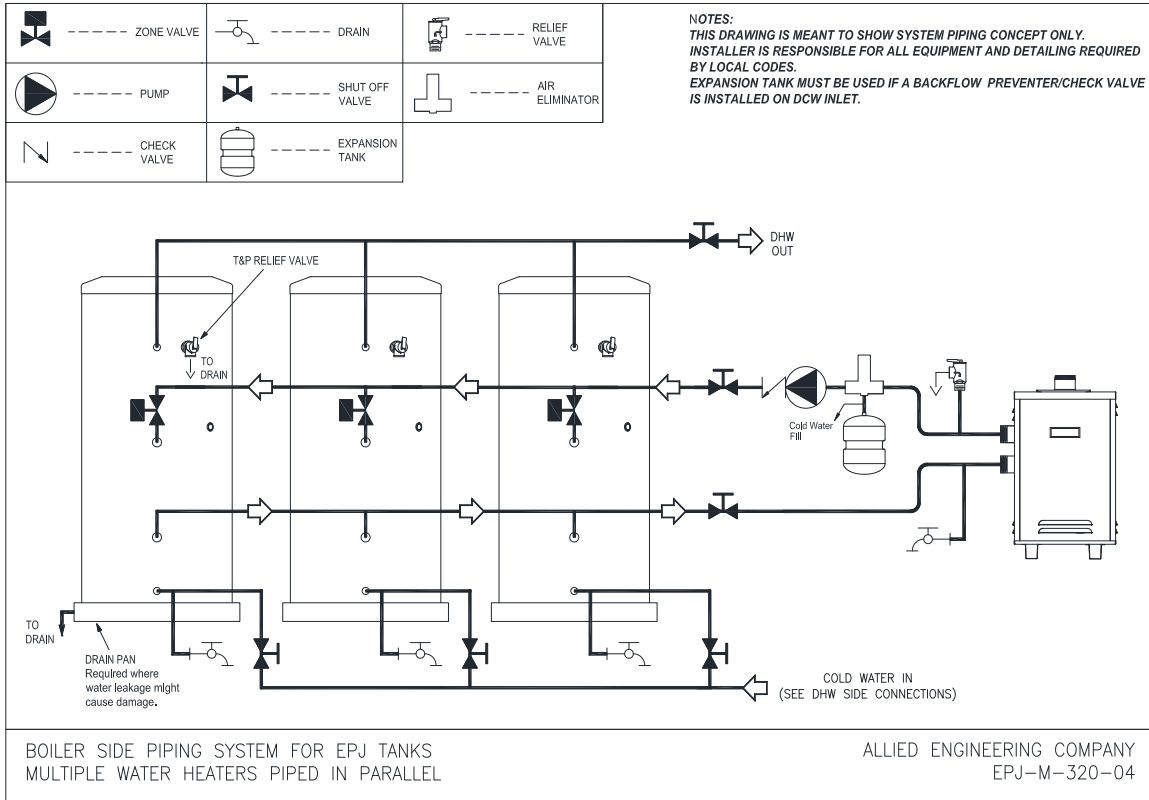 ZONE VALVE
DRAIN
RELIEF
VALVE
PUMP
SHUT OFF
VALVE
AIR
ELIMINATOR
CHECK
VALVE
EXPANSION
TANK
NOTES:
THIS DRAWING IS MEANT TO SHOW SYSTEM PIPING CONCEPT ONLY.
INSTALLER IS RESPONSIBLE FOR ALL EQUIPMENT AND DETAILING REQUIRED
BY LOCAL CODES.
EXPANSION TANK MUST BE USED IF A BACKFLOW PREVENTER/CHECK VALVE
IS INSTALLED ON DCW INLET.
DHW
OUT
T&P RELIEF VALVE
TO
DRAIN
Cold Water
Fill
TO
DRAIN
DRAIN PAN
Required where
water leakage might
cause damage.
COLD WATER IN
(SEE DHW SIDE CONNECTIONS)
BOILER SIDE PIPING SYSTEM FOR EPJ TANKS
MULTIPLE WATER HEATERS PIPED IN PARALLEL
ALLIED ENGINEERING COMPANY
EPJ-M-320-04